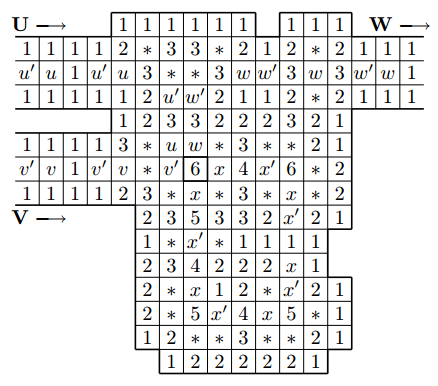 U → 1 1 1 1 1 1 1 1 1 W →
1 1 1 1 2 * 3 3 * 2 1 2 * 2 1 1 1
u' u 1 u' u 3 * * 3 w w' 3 w 3 w' w 1
1 1 1 1 1 2 u' w' 2 1 1 2 * 2 1 1 1
1 2 3 3 2 2 2 3 2 1
1 1 1 1 3 * u w * 3 * * 2 1
v' v 1 v' v * v' 6 x 4 x' 6 * 2
1 1 1 1 2 3 * x * 3 * x * 2
V → 2 3 5 3 3 2 x' 2 1
1 * x' * 1 1 1 1
2 3 4 2 2 2 x 1
2 * x 1 2 * x' 2 1
2 * 5 x' 4 x 5 * 1
1 2 * * 3 * * 2 1
1 2 2 2 2 2 1